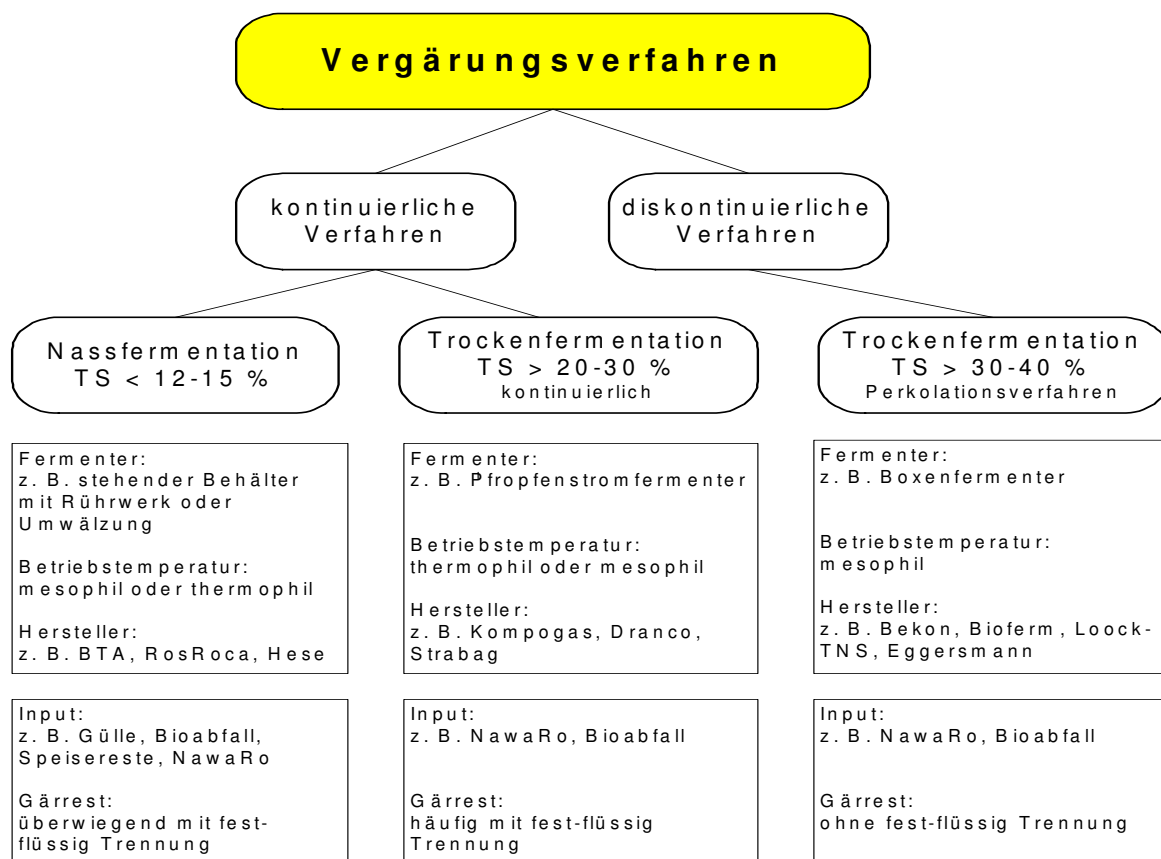 Vergärungsverfahren
kontinuierliche
Verfahren
diskontinuierliche
Verfahren
Nassfermentation
TS < 12-15 %
Trockenfermentation
TS > 20-30 %
kontinuierlich
Trockenfermentation
TS > 30-40 %
Perkolationsverfahren
Fermenter:
z. B. stehender Behälter
mit Rührwerk oder
Umwälzung
Betriebstemperatur:
mesophil oder thermophil
Hersteller:
z. B. BTA, RosRoca, Hese
Fermenter:
z. B. Pfropfenstromfermenter
Betriebstemperatur:
thermophil oder mesophil
Hersteller:
z. B. Kompogas, Dranco,
Strabag
Fermenter:
z. B. Boxenfermenter
Betriebstemperatur:
mesophil
Hersteller:
z. B. Bekon, Bioferm, Loock-
TNS, Eggersmann
Input:
z. B. Gülle, Bioabfall,
Speisereste, NawaRo
Gärrest:
überwiegend mit fest-
flüssig Trennung
Input:
z. B. NawaRo, Bioabfall
Gärrest:
häufig mit fest-flüssig
Trennung
Input:
z. B. NawaRo, Bioabfall
Gärrest:
ohne fest-flüssig Trennung